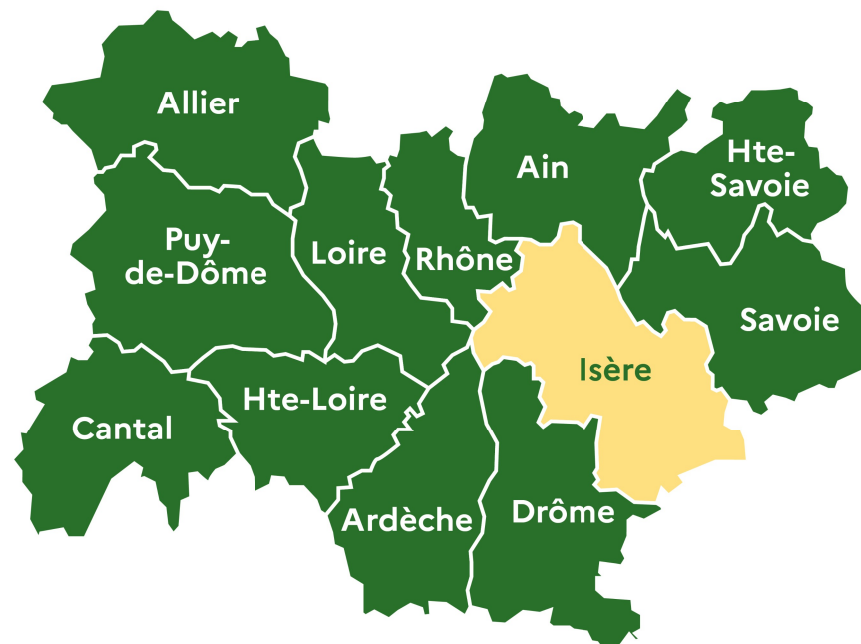 Allier
Ain
Hte-
Savoie
Puy-
de-Dôme
Loire
Rhône
Savoie
Isère
Hte-Loire
Cantal
Ardèche
Drôme